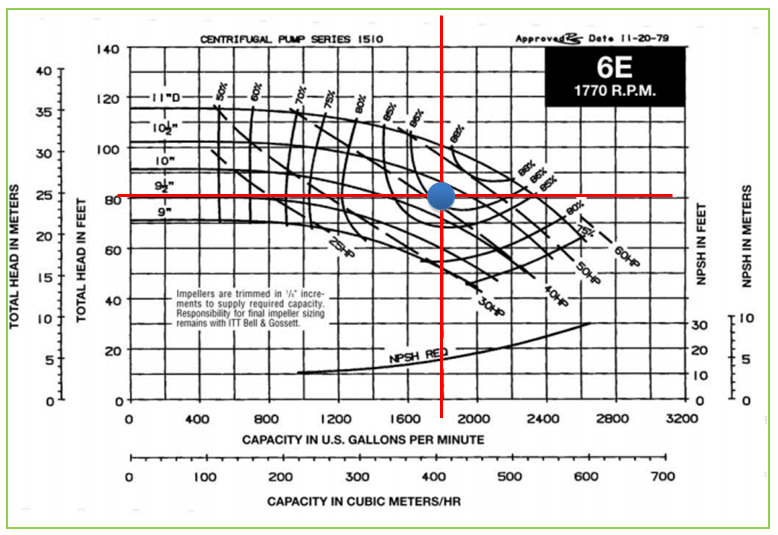 CENTRIFUGAL PUMP SERIES 1510
Approved Date 11-20-79
6E
1770 R.P.M.
TOTAL HEAD IN METERS
40
35
30
25
20
15
10
5
0
TOTAL HEAD IN FEET
140
120
100
80
60
40
20
0
11"D
10½"
10"
9½"
9"
50%
60%
70%
75%
80%
85%
86%
88%
88%
86%
85%
80%
75%
25HP
30HP
40HP
50HP
60HP
Impellers are trimmed in ⅛" incre-
ments to supply required capacity.
Responsibility for final impeller sizing
remains with ITT Bell & Gossett.
NPSH REQ
NPSH IN FEET
30
20
10
0
NPSH IN METERS
10
5
0
0 400 800 1200 1600 2000 2400 2800 3200
CAPACITY IN U.S. GALLONS PER MINUTE
0 100 200 300 400 500 600 700
CAPACITY IN CUBIC METERS/HR